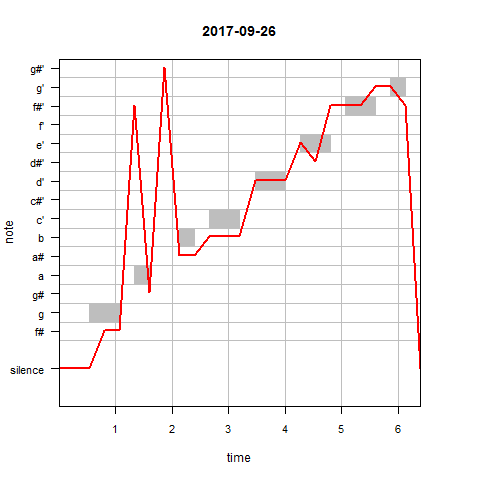 2017-09-26
g#'
g'
f#'
f'
e'
d#'
d'
c#'
c'
b
a#
a
g#
g
f#
silence
note
1 2 3 4 5 6
time